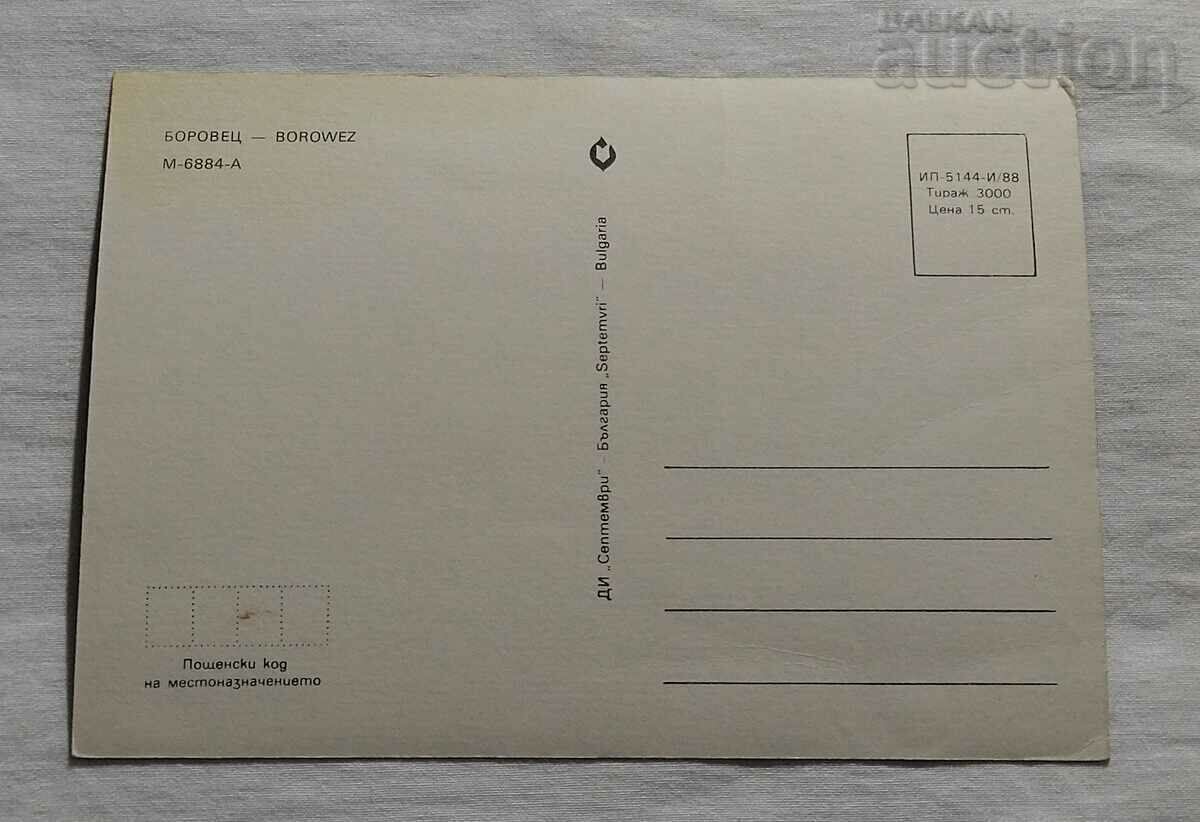 BALKAN
auction
БОРОВЕЦ — BOROWEZ
М-6884-А
ИП-5144-И/88
Тираж 3000
Цена 15 ст.
ДИ „Септември" - България „Septemvri" — Bulgaria
Пощенски код
на местоназначението